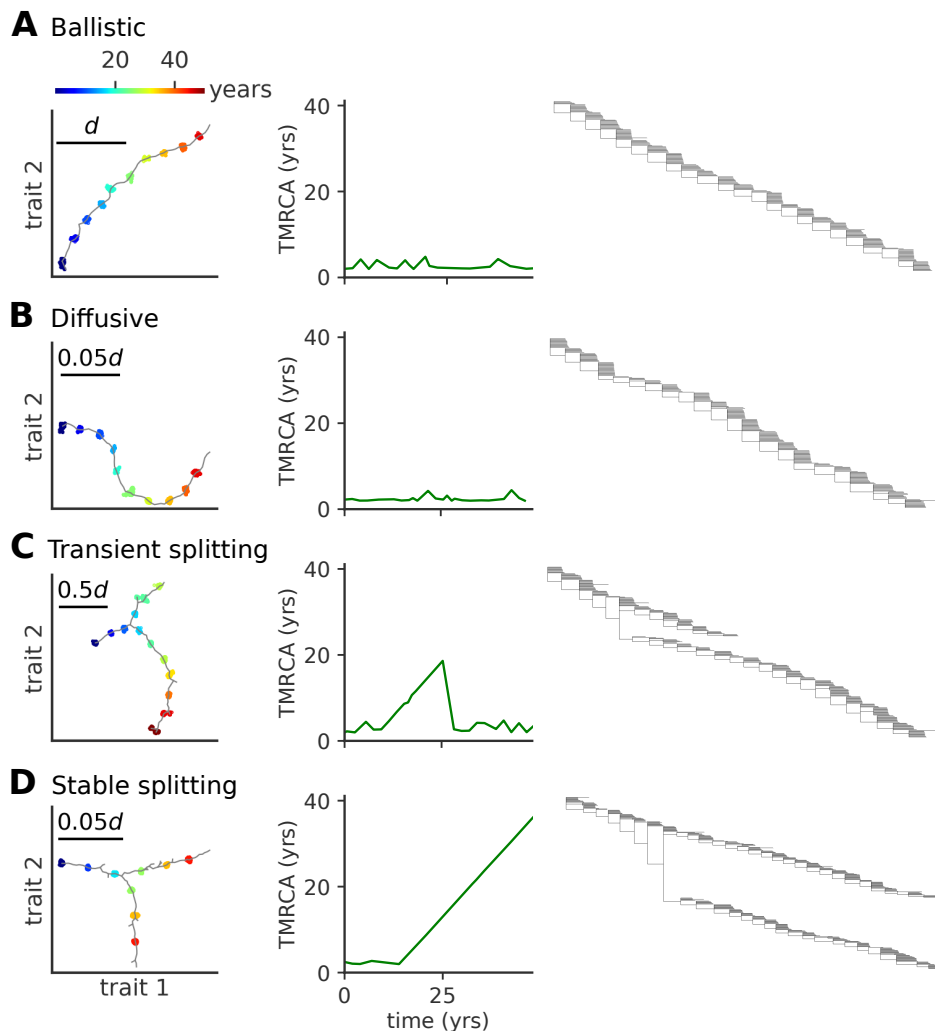 A Ballistic
20 40
years
d
trait 2
TMRCA (yrs)
40
20
0
B Diffusive
0.05d
trait 2
TMRCA (yrs)
40
20
0
C Transient splitting
0.5d
trait 2
TMRCA (yrs)
40
20
0
D Stable splitting
0.05d
trait 2
trait 1
TMRCA (yrs)
40
20
0
0 25
time (yrs)